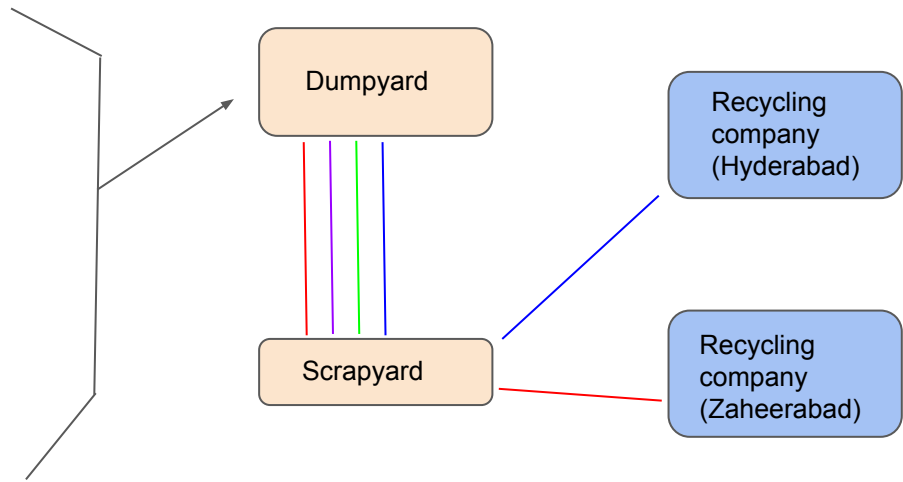 Dumpyard
Recycling
company
(Hyderabad)
Scrapyard
Recycling
company
(Zaheerabad)